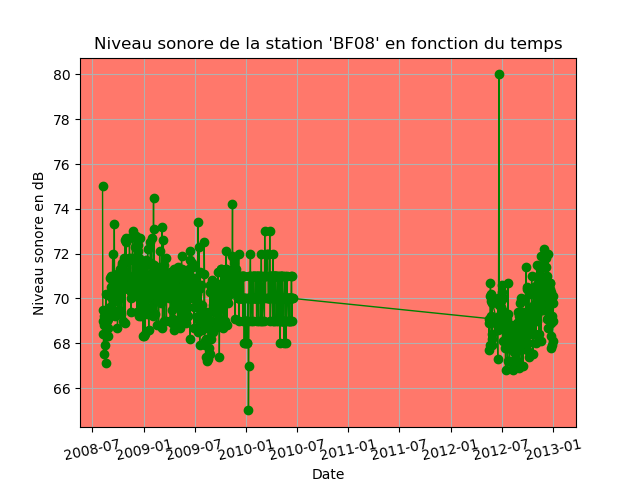 Niveau sonore de la station 'BF08' en fonction du temps
Niveau sonore en dB
80
78
76
74
72
70
68
66
2008-07 2009-01 2009-07 2010-01 2010-07 2011-01 2011-07 2012-01 2012-07 2013-01
Date